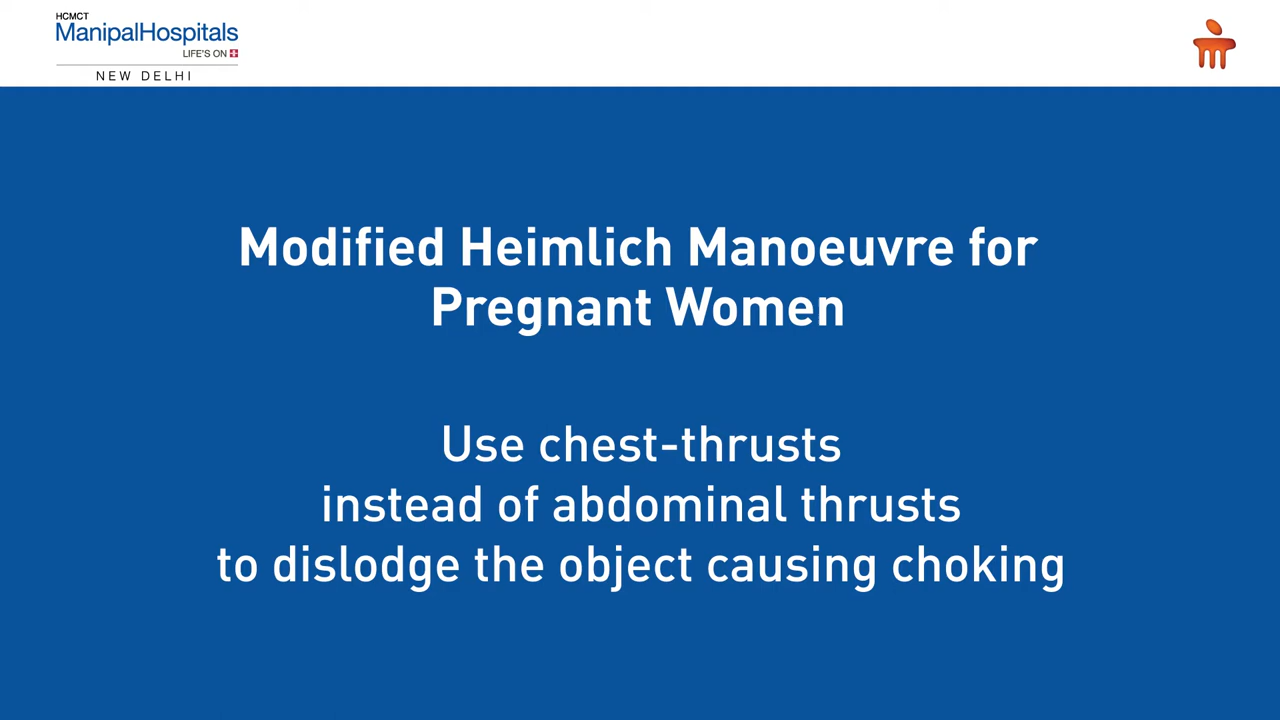 HCMCT
ManipalHospitals
LIFE'S ON
NEW DELHI
Modified Heimlich Manoeuvre for
Pregnant Women
Use chest-thrusts
instead of abdominal thrusts
to dislodge the object causing choking